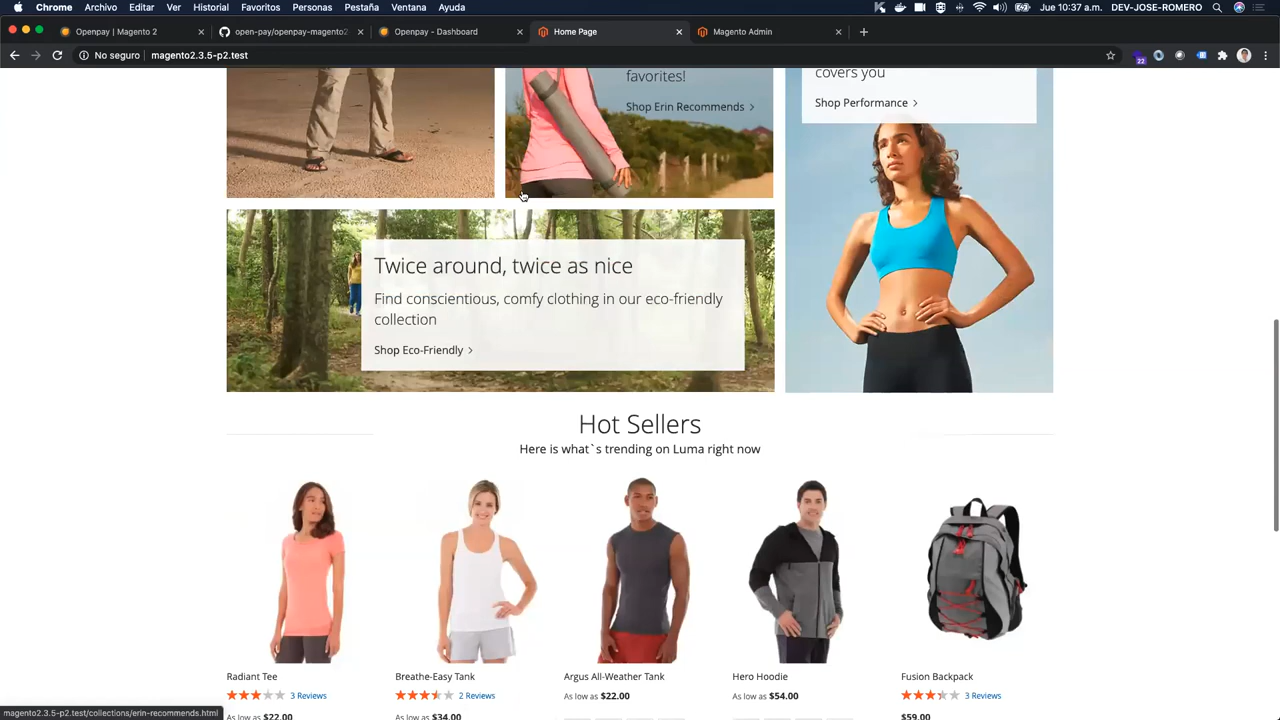 Chrome Archivo Editar Ver Historial Favoritos Personas Pestaña Ventana Ayuda Jue 10:37 a.m. DEV-JOSE-ROMERO
Openpay | Magento 2 open-pay/openpay-magento2 Openpay - Dashboard Home Page Magento Admin
No seguro magento2.3.5-p2.test
22
favorites!
Shop Erin Recommends
covers you
Shop Performance
Twice around, twice as nice
Find conscientious, comfy clothing in our eco-friendly
collection
Shop Eco-Friendly
Hot Sellers
Here is what`s trending on Luma right now
Radiant Tee
3 Reviews
As low as $22.00
Breathe-Easy Tank
2 Reviews
As low as $34.00
Argus All-Weather Tank
As low as $22.00
Hero Hoodie
As low as $54.00
Fusion Backpack
3 Reviews
$59.00
magento2.3.5-p2.test/collections/erin-recommends.html